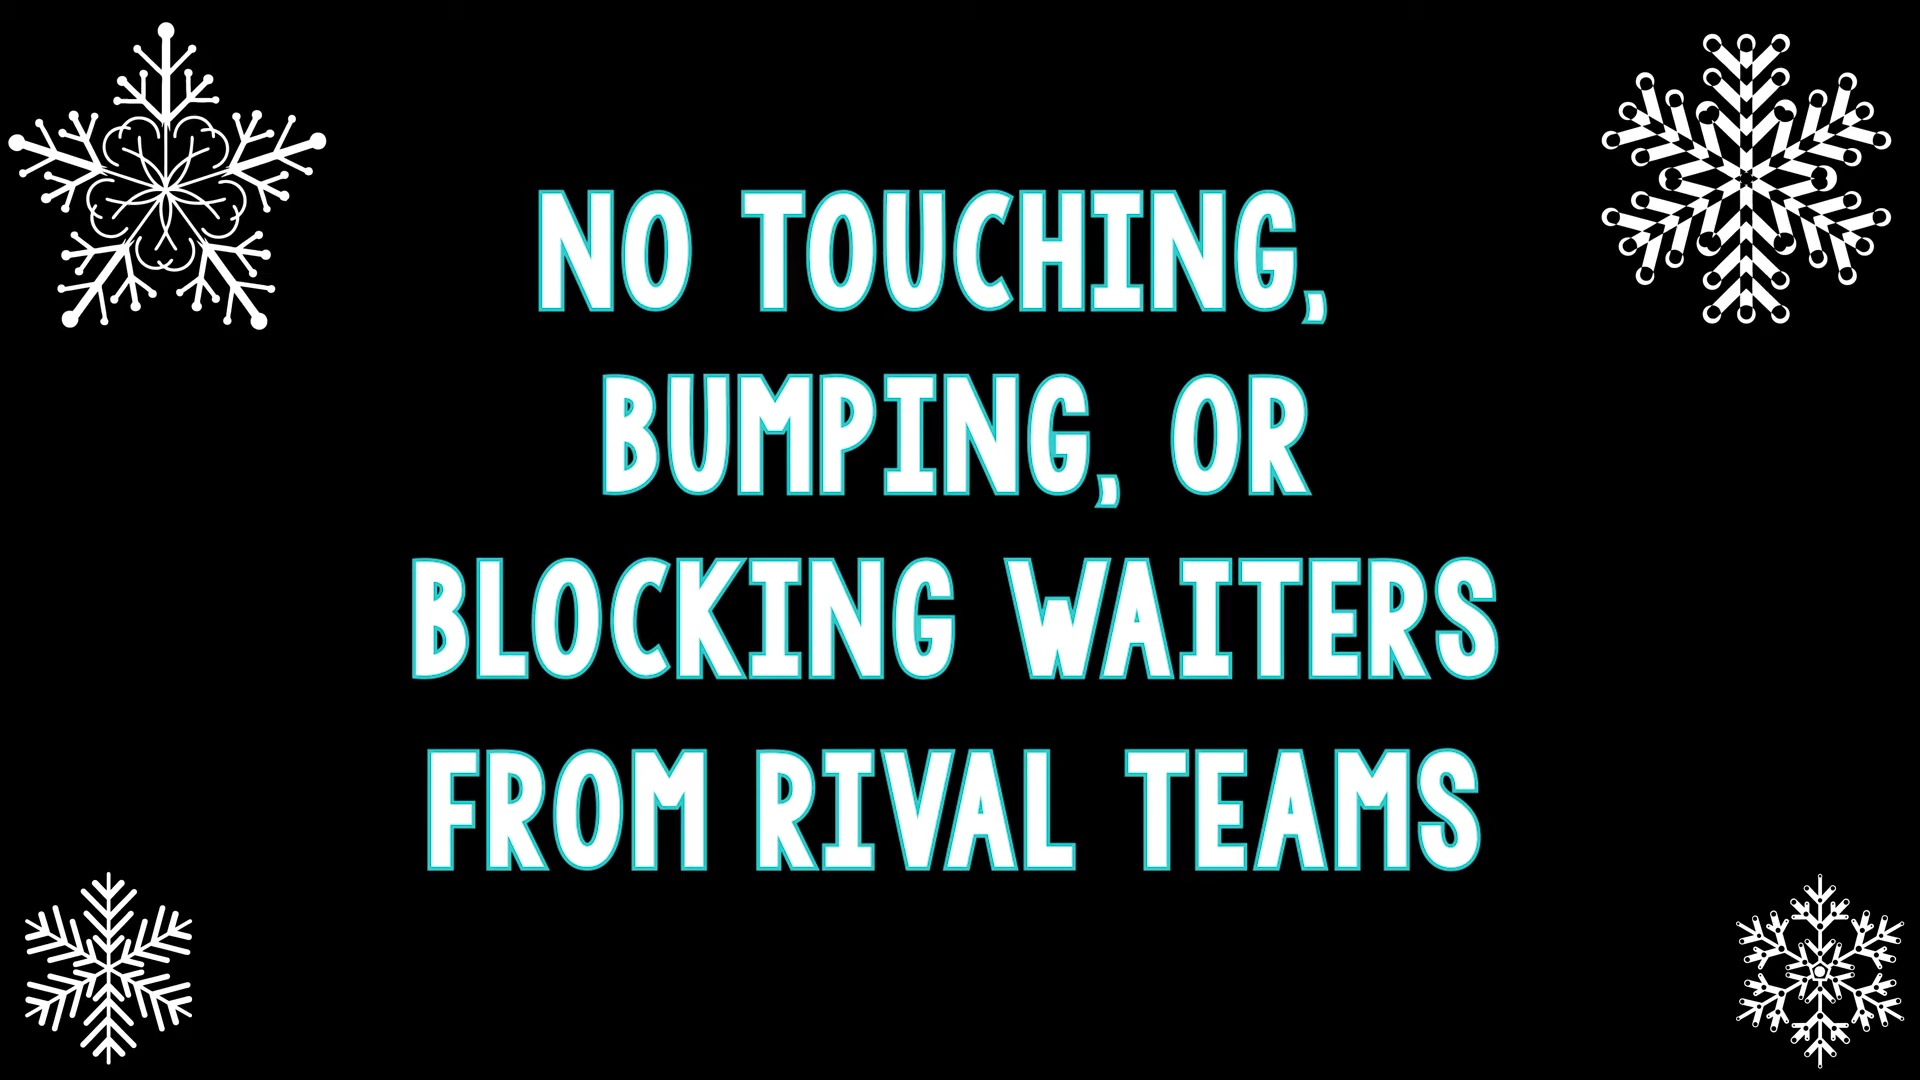 NO TOUCHING,
BUMPING, OR
BLOCKING WAITERS
FROM RIVAL TEAMS